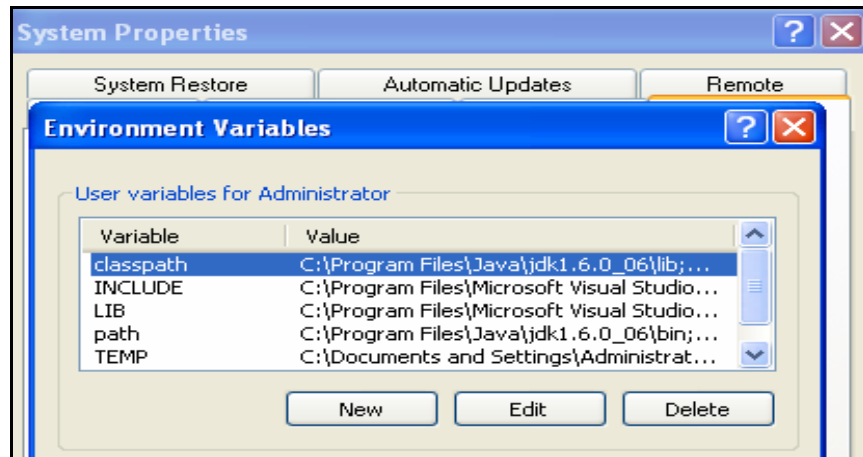 System Properties
System Restore Automatic Updates Remote
Environment Variables
User variables for Administrator
Variable Value
classpath C:\Program Files\Java\jdk1.6.0_06\lib;...
INCLUDE C:\Program Files\Microsoft Visual Studio...
LIB C:\Program Files\Microsoft Visual Studio...
path C:\Program Files\Java\jdk1.6.0_06\bin;...
TEMP C:\Documents and Settings\Administrat...
New Edit Delete